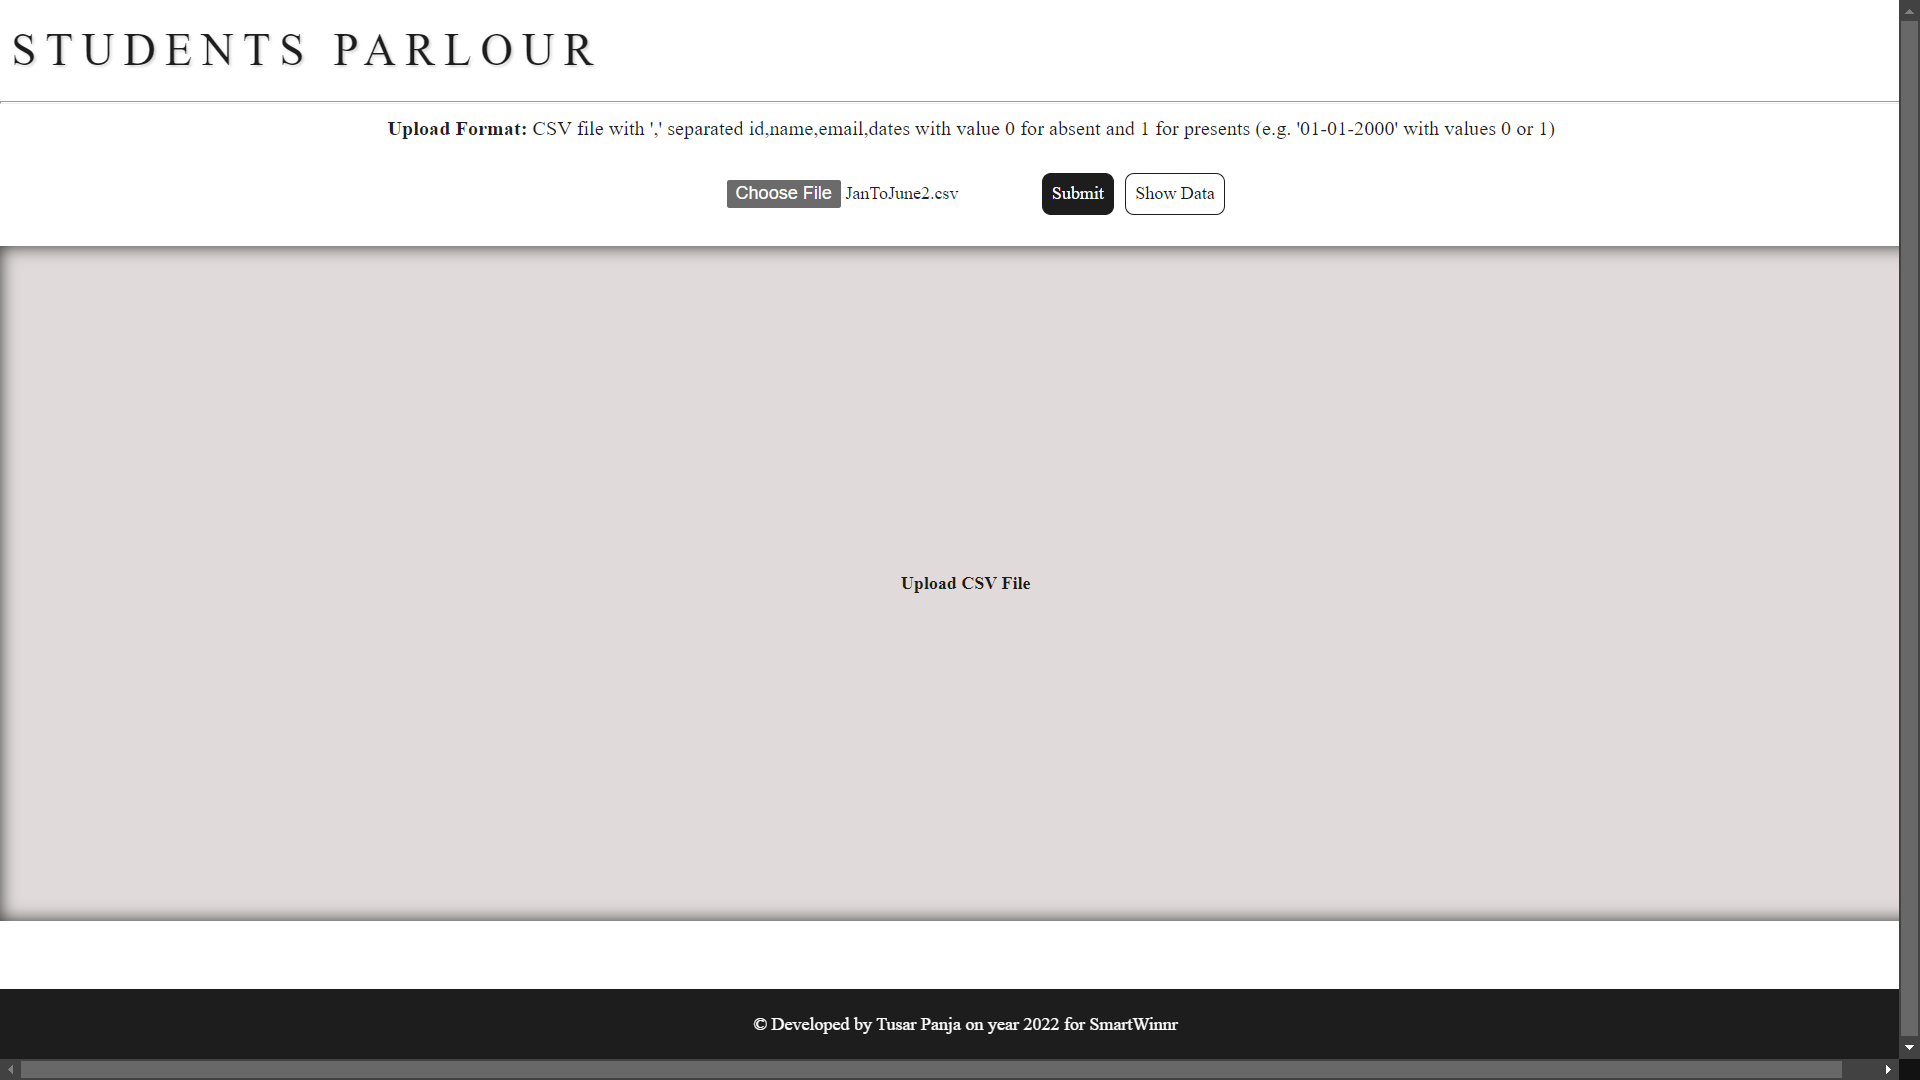 STUDENTS PARLOUR
Upload Format: CSV file with ',' separated id,name,email,dates with value 0 for absent and 1 for presents (e.g. '01-01-2000' with values 0 or 1)
Choose File JanToJune2.csv Submit Show Data
Upload CSV File
© Developed by Tusar Panja on year 2022 for SmartWinnr